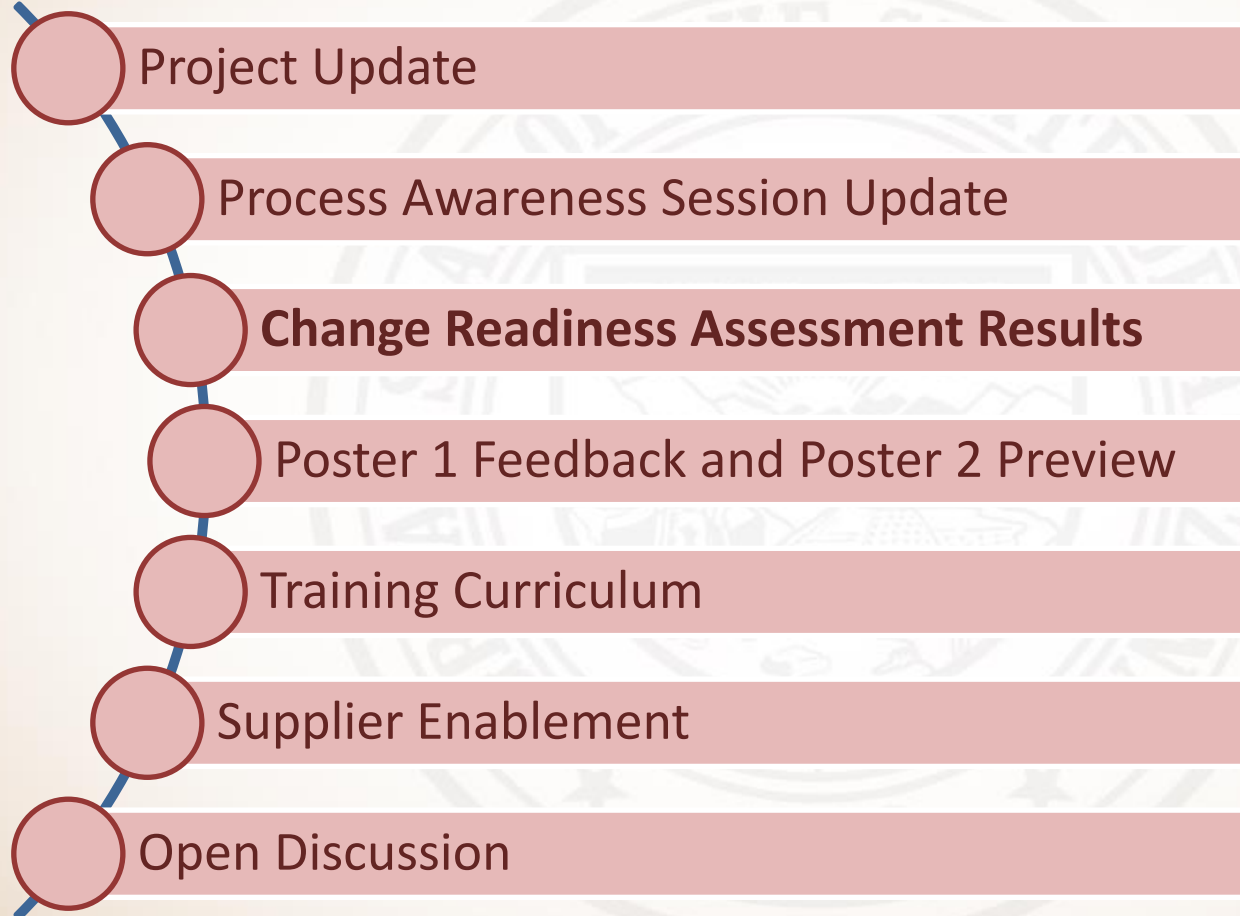 Project Update
Process Awareness Session Update
Change Readiness Assessment Results
Poster 1 Feedback and Poster 2 Preview
Training Curriculum
Supplier Enablement
Open Discussion